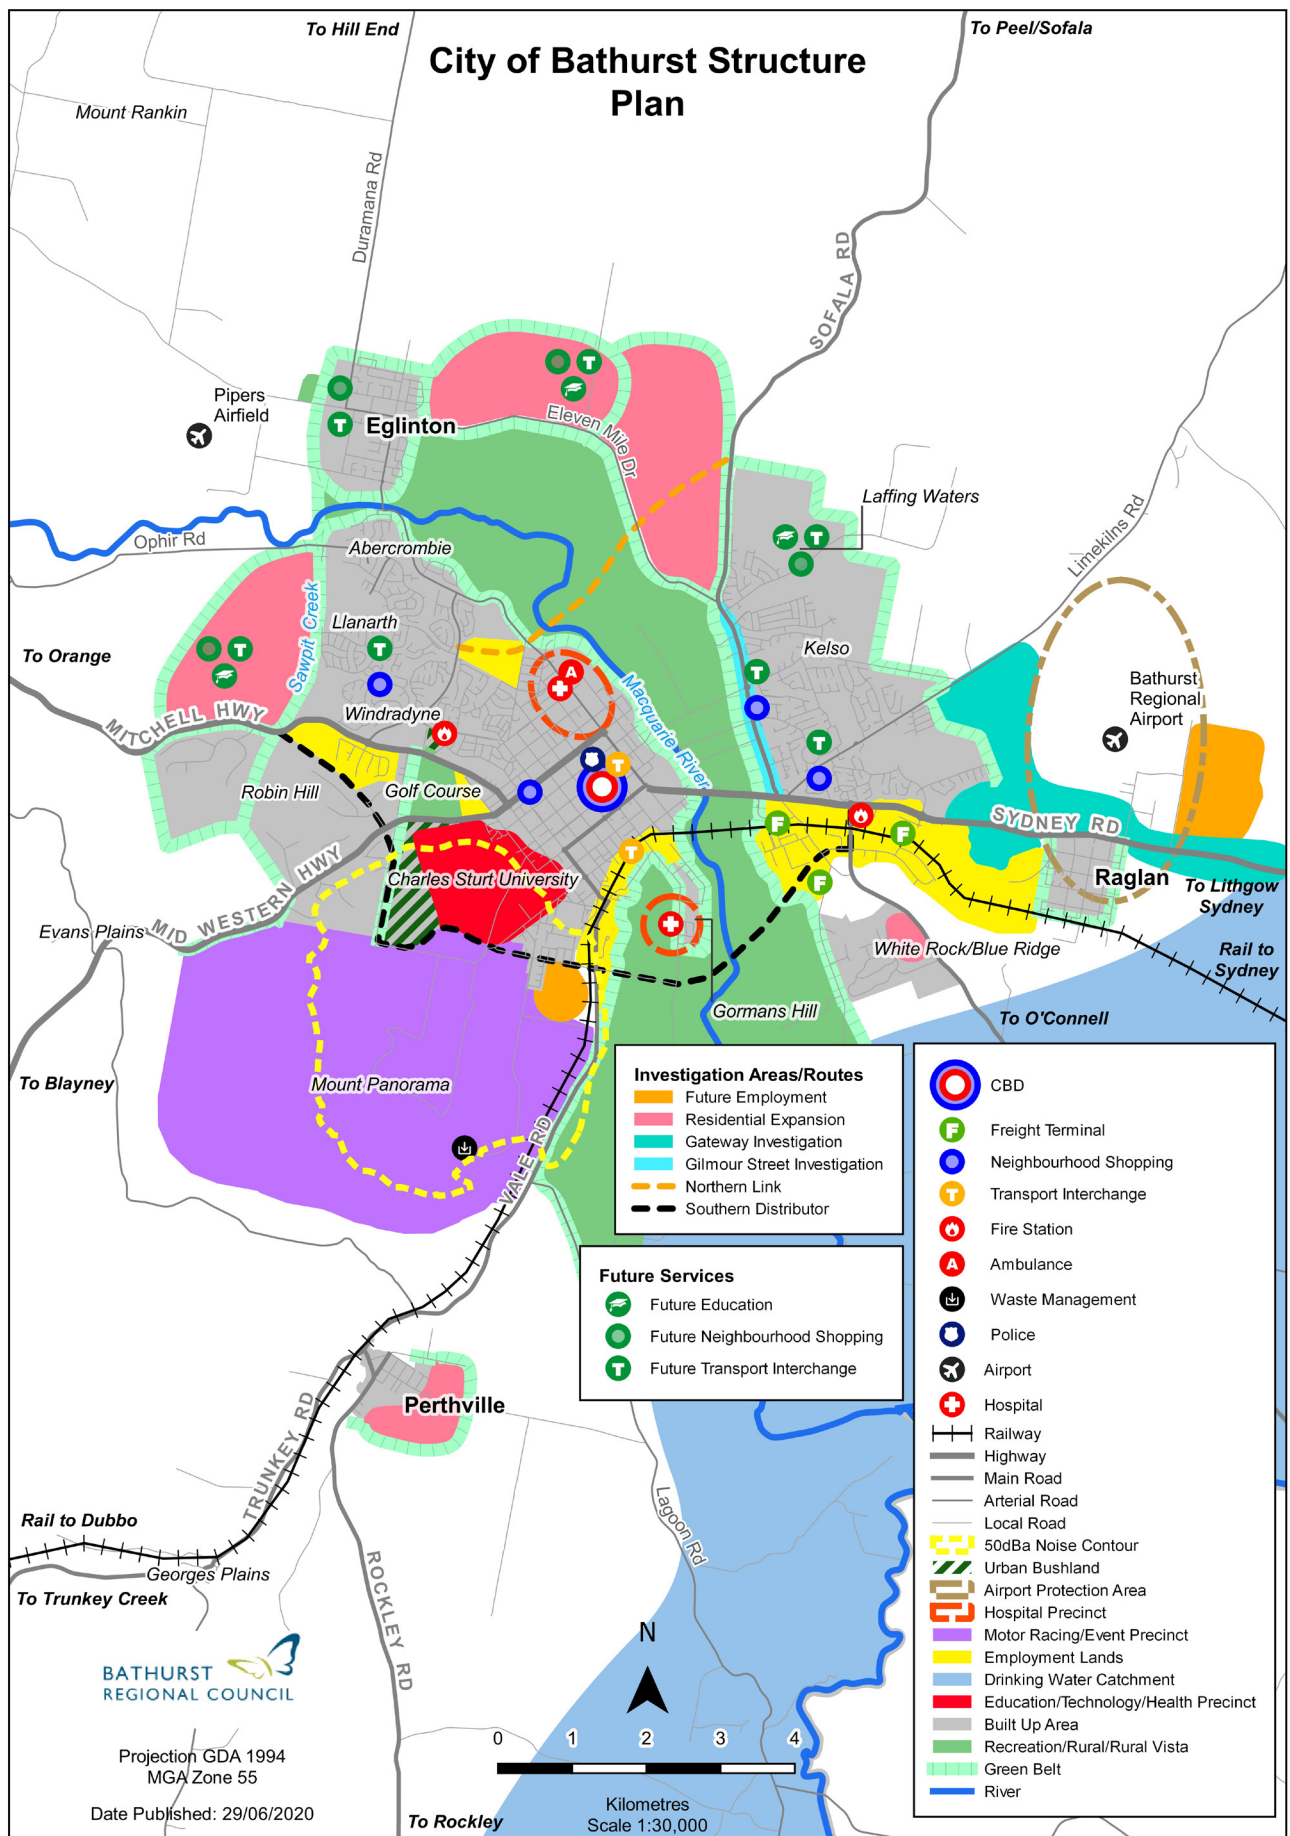 City of Bathurst Structure
Plan
To Hill End
To Peel/Sofala
Mount Rankin
Duramana Rd
SOFALA RD
Pipers
Airfield
Eglinton
Eleven Mile Dr
Laffing Waters
Limekilns Rd
Ophir Rd
Abercrombie
Sawpit Creek
Llanarth
Kelso
To Orange
MITCHELL HWY
Windradyne
Macquarie River
Bathurst
Regional
Airport
Robin Hill
Golf Course
SYDNEY RD
MID WESTERN HWY
Charles Sturt University
Raglan
To Lithgow
Sydney
Evans Plains
White Rock/Blue Ridge
Rail to
Sydney
Gormans Hill
To O'Connell
To Blayney
Mount Panorama
VALE RD
Investigation Areas/Routes
Future Employment
Residential Expansion
Gateway Investigation
Gilmour Street Investigation
Northern Link
Southern Distributor
Future Services
Future Education
Future Neighbourhood Shopping
Future Transport Interchange
CBD
Freight Terminal
Neighbourhood Shopping
Transport Interchange
Fire Station
Ambulance
Waste Management
Police
Airport
Hospital
Railway
Highway
Main Road
Arterial Road
Local Road
50dBa Noise Contour
Urban Bushland
Airport Protection Area
Hospital Precinct
Motor Racing/Event Precinct
Employment Lands
Drinking Water Catchment
Education/Technology/Health Precinct
Built Up Area
Recreation/Rural/Rural Vista
Green Belt
River
Perthville
TRUNKEY RD
Lagoon Rd
Rail to Dubbo
Georges Plains
To Trunkey Creek
ROCKLEY RD
BATHURST
REGIONAL COUNCIL
N
0 1 2 3 4
Kilometres
Scale 1:30,000
Projection GDA 1994
MGA Zone 55
Date Published: 29/06/2020
To Rockley